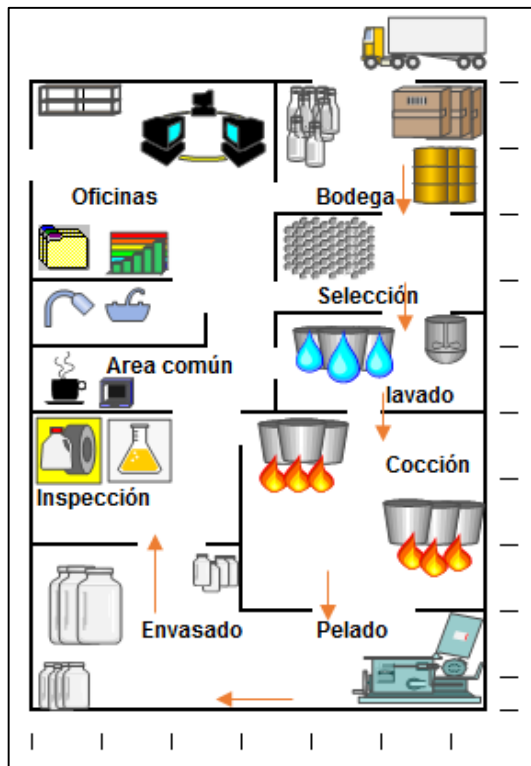 Oficinas
Bodega
Selección
Area común
lavado
Cocción
Inspección
Envasado
Pelado